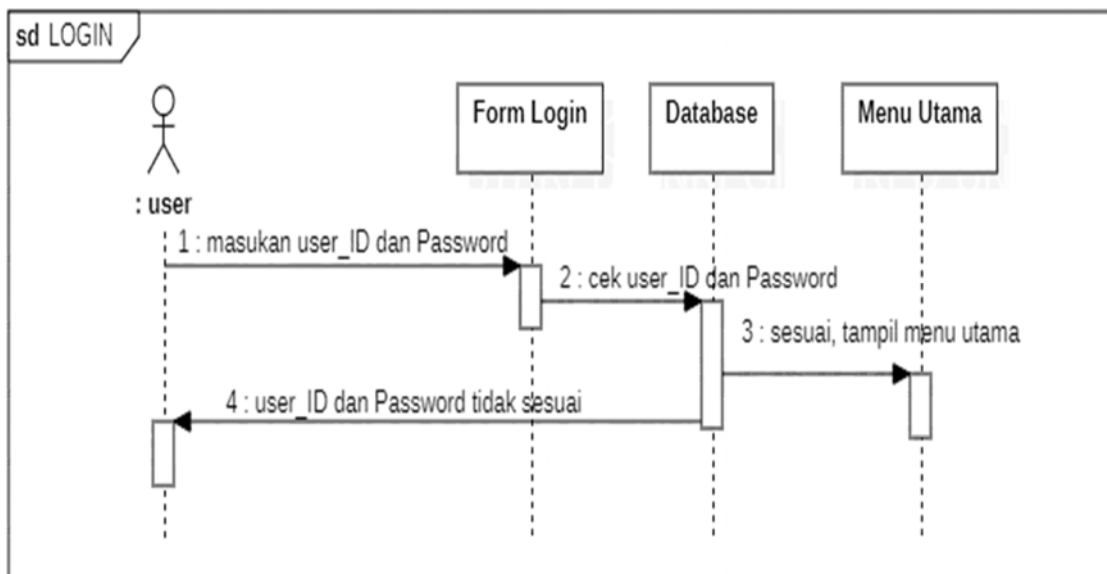 sd LOGIN
Form Login
Database
Menu Utama
: user
1 : masukan user_ID dan Password
2 : cek user_ID dan Password
3 : sesuai, tampil menu utama
4 : user_ID dan Password tidak sesuai